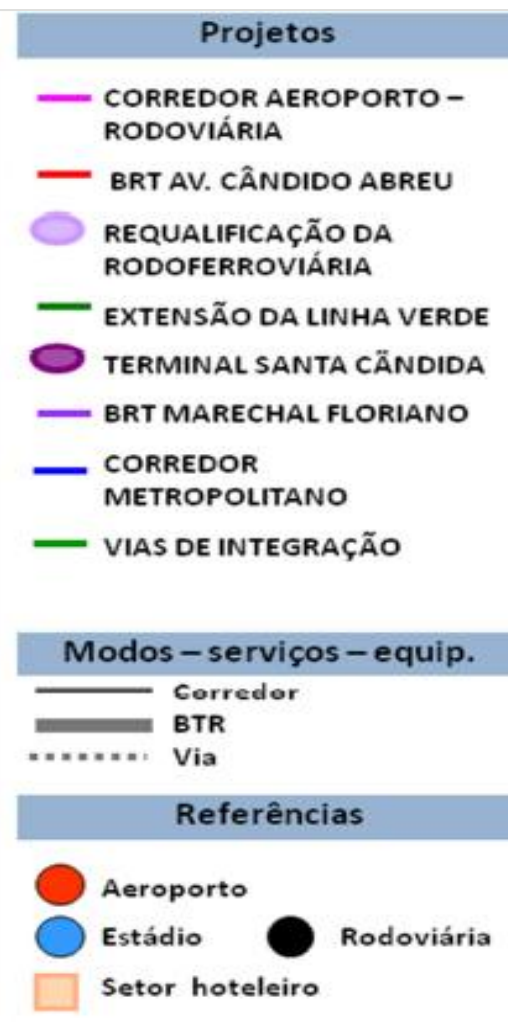 Projetos
CORREDOR AEROPORTO –
RODOVIÁRIA
BRT AV. CÂNDIDO ABREU
REQUALIFICAÇÃO DA
RODOFERROVIÁRIA
EXTENSÃO DA LINHA VERDE
TERMINAL SANTA CÃNDIDA
BRT MARECHAL FLORIANO
CORREDOR
METROPOLITANO
VIAS DE INTEGRAÇÃO
Modos – serviços – equip.
Corredor
BTR
Via
Referências
Aeroporto
Estádio Rodoviária
Setor hoteleiro